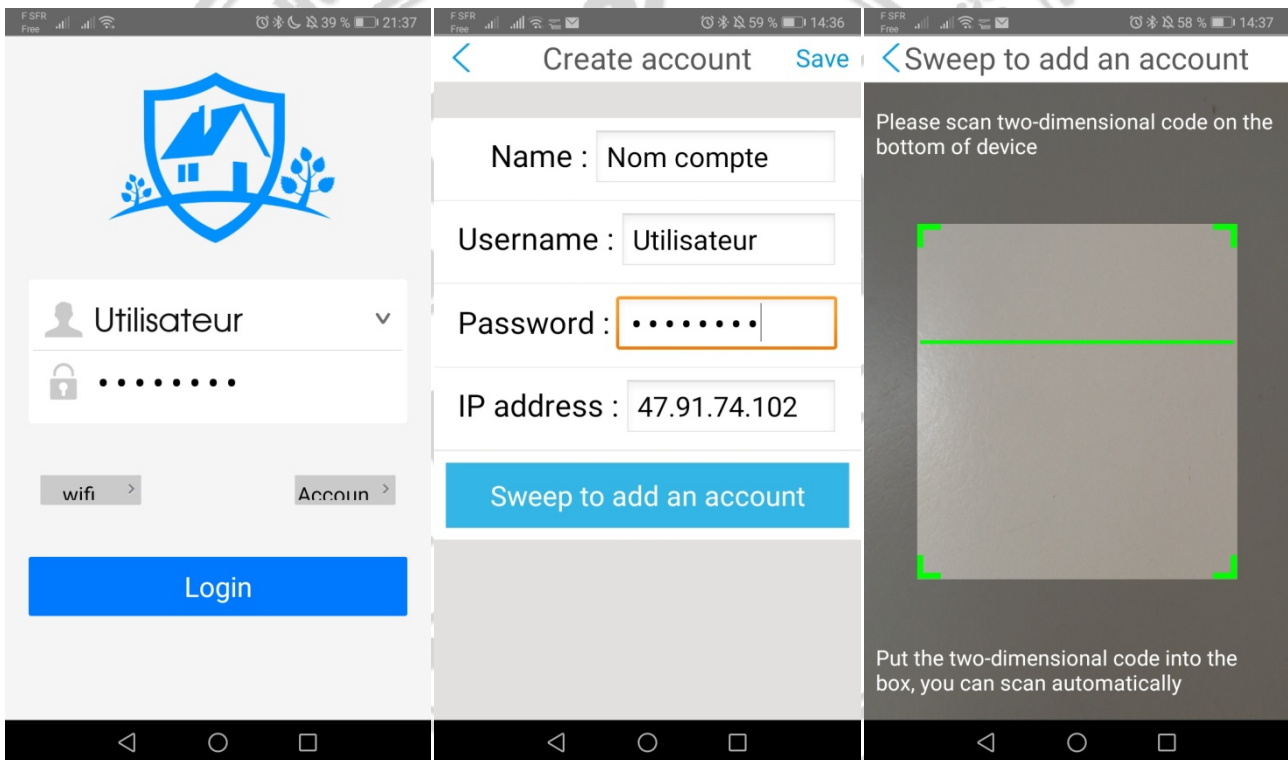 F SFR
Free
39 % 21:37
Utilisateur
••••••••
wifi >
Accoun >
Login
F SFR
Free
59 % 14:36
< Create account Save
Name : Nom compte
Username : Utilisateur
Password : ••••••••
IP address : 47.91.74.102
Sweep to add an account
F SFR
Free
58 % 14:37
< Sweep to add an account
Please scan two-dimensional code on the
bottom of device
Put the two-dimensional code into the
box, you can scan automatically